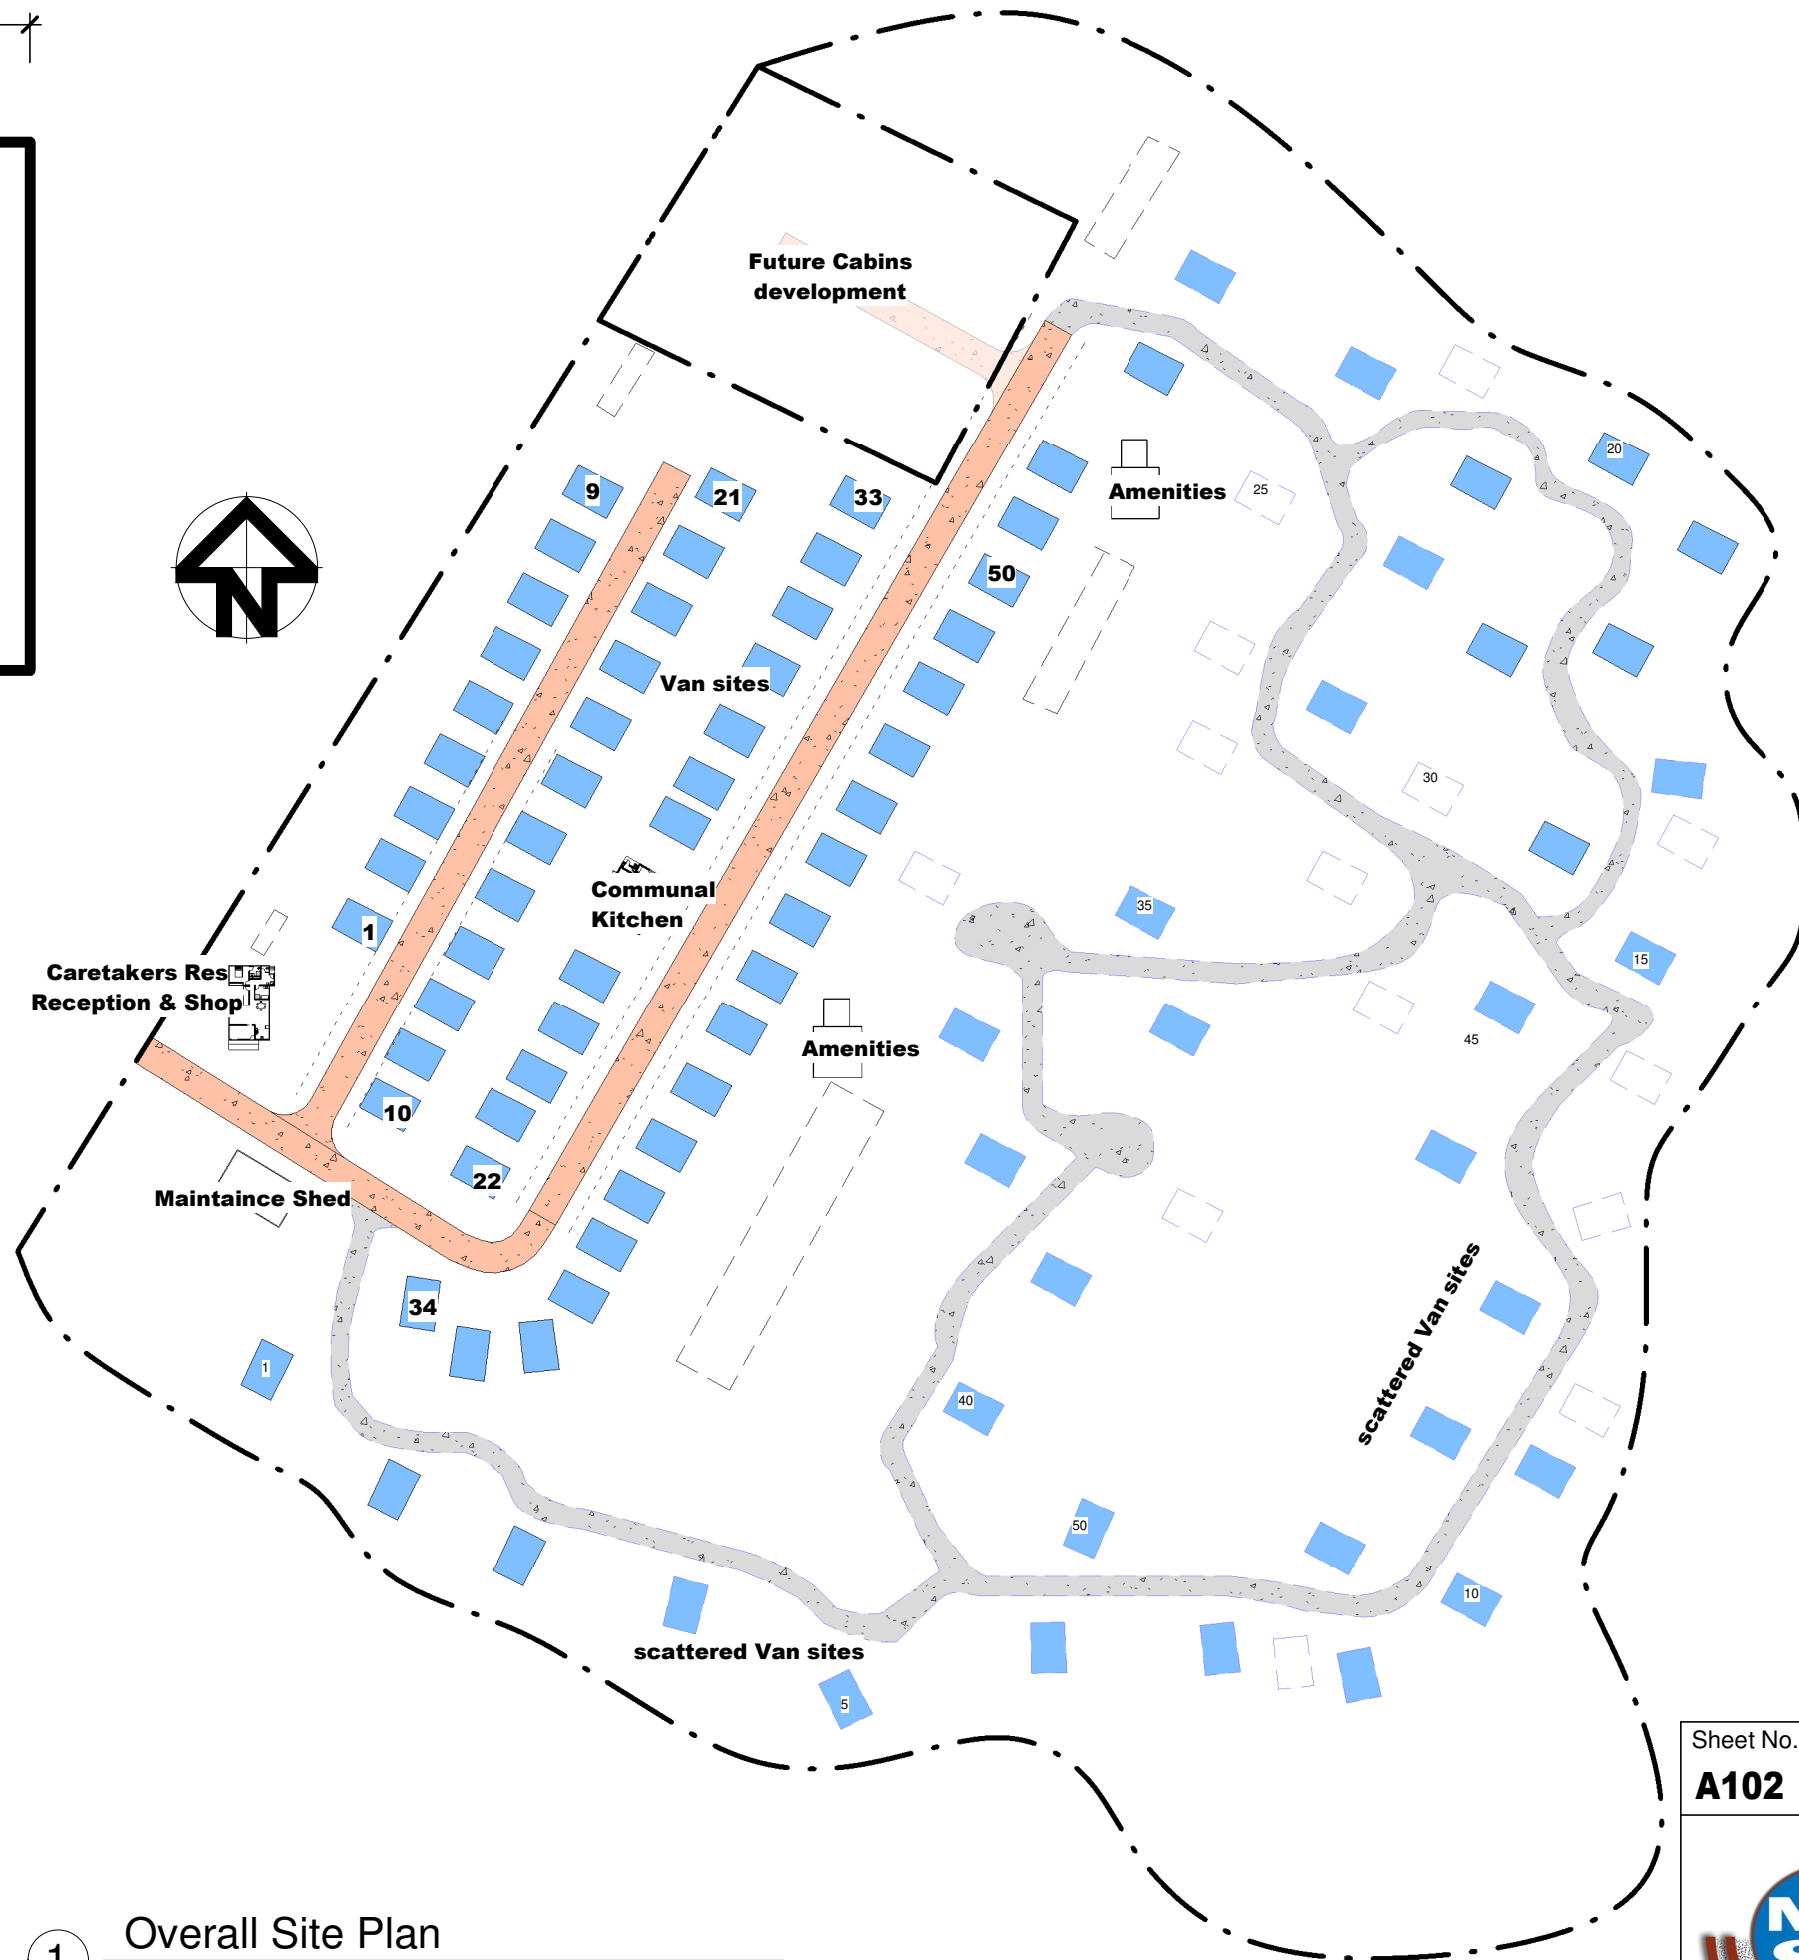 Future Cabins
development
20
9
21
33
Amenities
25
50
Van sites
30
Communal
Kitchen
35
1
15
Caretakers Res
Reception & Shop
45
Amenities
10
22
Maintaince Shed
34
1
scattered Van sites
40
50
10
scattered Van sites
5
N
Sheet No.
A102
1
Overall Site Plan